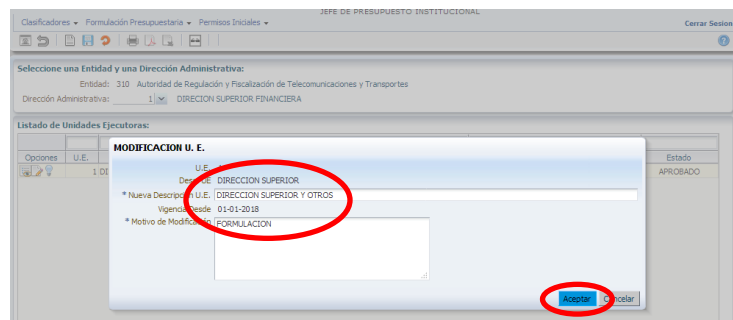 JEFE DE PRESUPUESTO INSTITUCIONAL
Clasificadores Formulación Presupuestaria Permisos Iniciales Cerrar Sesion
Seleccione una Entidad y una Dirección Administrativa:
Entidad: 310 Autoridad de Regulación y Fiscalización de Telecomunicaciones y Transportes
Dirección Administrativa: 1 DIRECION SUPERIOR FINANCIERA
Listado de Unidades Ejecutoras:
Opciones U.E. Estado
1 DI APROBADO
MODIFICACION U. E.
U.E.
DIRECCION SUPERIOR
* Nueva Descripción U.E. DIRECCION SUPERIOR Y OTROS
Vigencia Desde 01-01-2018
* Motivo de Modificación FORMULACION
Aceptar Cancelar